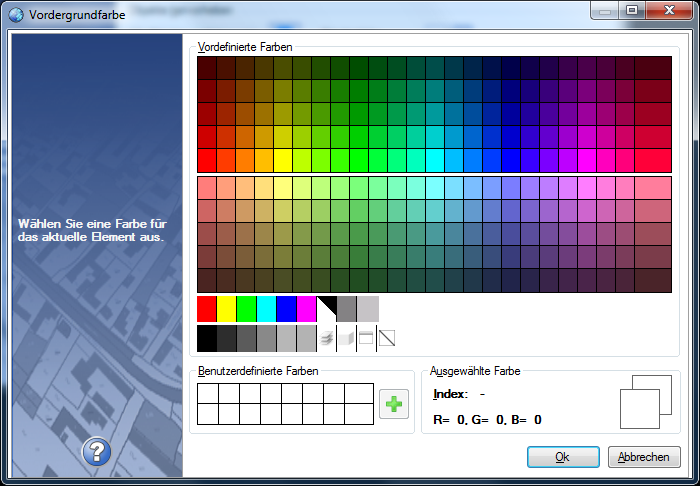 Vordergrundfarbe
Vordefinierte Farben
Wählen Sie eine Farbe für
das aktuelle Element aus.
Benutzerdefinierte Farben
Ausgewählte Farbe
Index: -
R= 0, G= 0, B= 0
?
Ok
Abbrechen